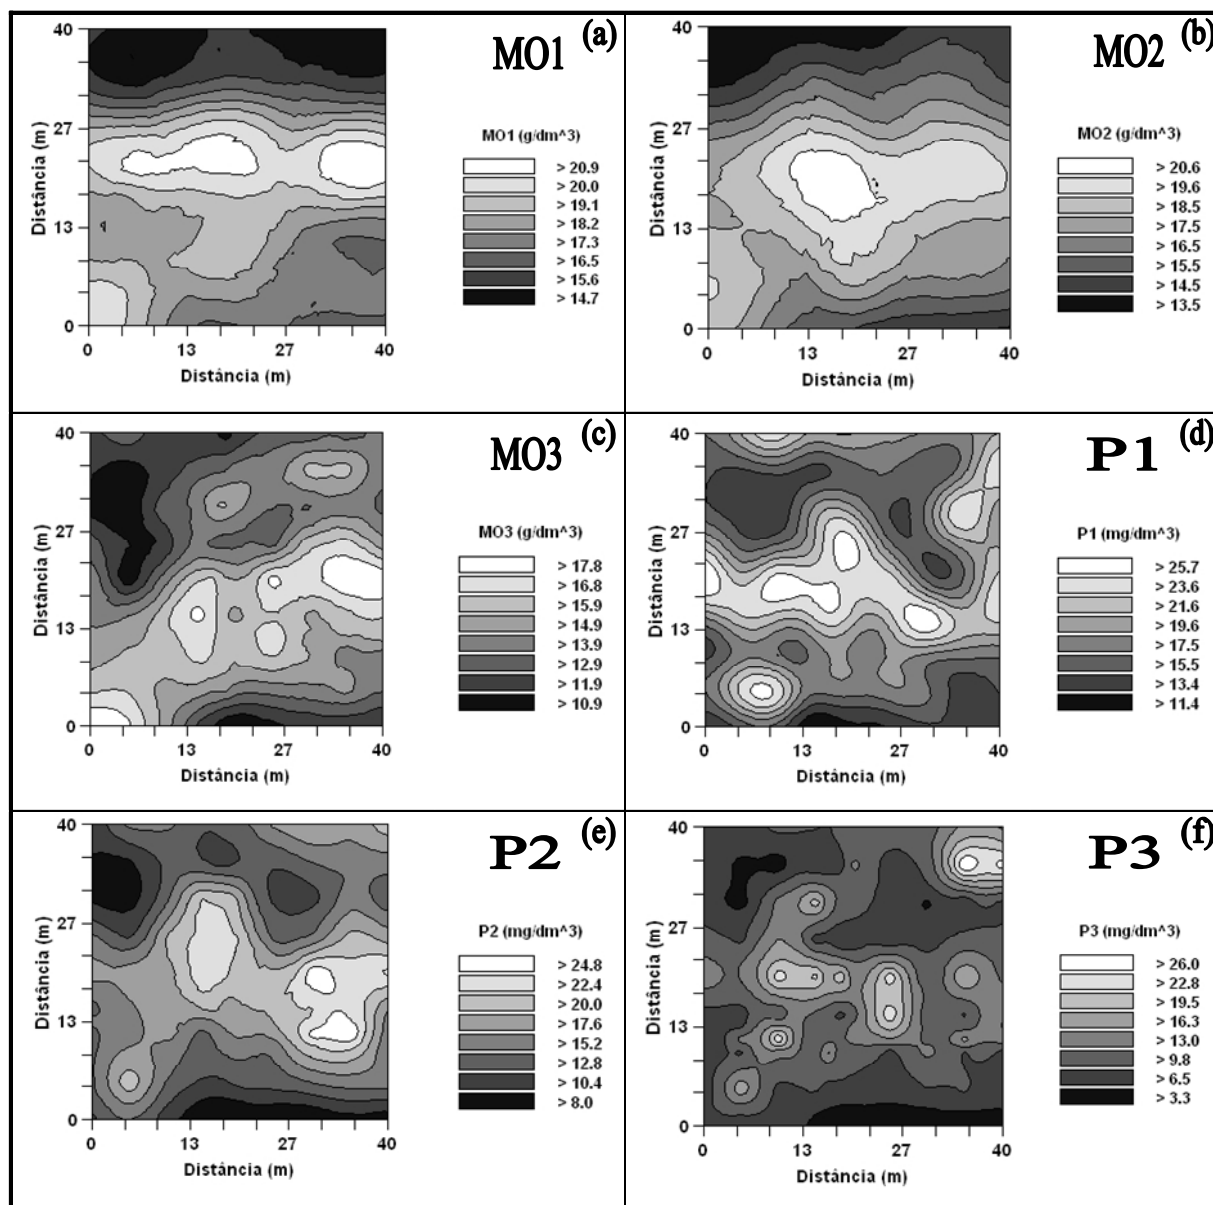 MO1 (a)
40
27
13
0
Distância (m)
0 13 27 40
Distância (m)
MO1 (g/dm^3)
> 20.9
> 20.0
> 19.1
> 18.2
> 17.3
> 16.5
> 15.6
> 14.7
MO2 (b)
40
27
13
0
Distância (m)
0 13 27 40
Distância (m)
MO2 (g/dm^3)
> 20.6
> 19.6
> 18.5
> 17.5
> 16.5
> 15.5
> 14.5
> 13.5
MO3 (c)
40
27
13
0
Distância (m)
0 13 27 40
Distância (m)
MO3 (g/dm^3)
> 17.8
> 16.8
> 15.9
> 14.9
> 13.9
> 12.9
> 11.9
> 10.9
P1 (d)
40
27
13
0
Distância (m)
0 13 27 40
Distância (m)
P1 (mg/dm^3)
> 25.7
> 23.6
> 21.6
> 19.6
> 17.5
> 15.5
> 13.4
> 11.4
P2 (e)
40
27
13
0
Distância (m)
0 13 27 40
Distância (m)
P2 (mg/dm^3)
> 24.8
> 22.4
> 20.0
> 17.6
> 15.2
> 12.8
> 10.4
> 8.0
P3 (f)
40
27
13
0
Distância (m)
0 13 27 40
Distância (m)
P3 (mg/dm^3)
> 26.0
> 22.8
> 19.5
> 16.3
> 13.0
> 9.8
> 6.5
> 3.3